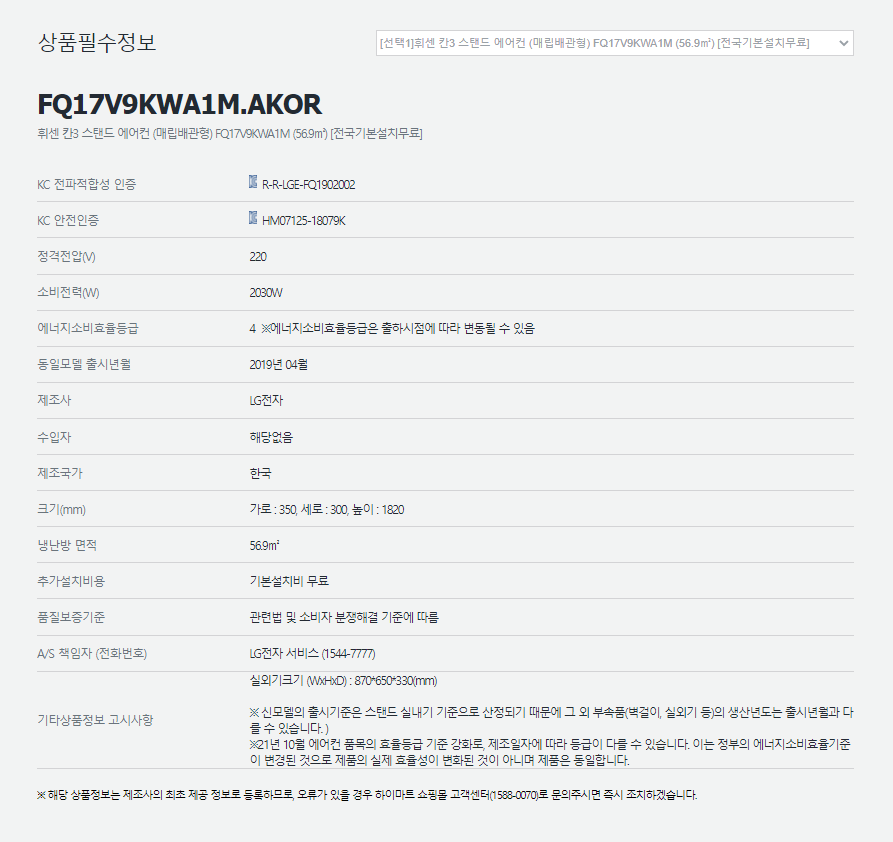 상품필수정보
[선택1]휘센 칸3 스탠드 에어컨 (매립배관형) FQ17V9KWA1M (56.9㎡) [전국기본설치무료]
FQ17V9KWA1M.AKOR
휘센 칸3 스탠드 에어컨 (매립배관형) FQ17V9KWA1M (56.9㎡) [전국기본설치무료]
KC 전파적합성 인증 R-R-LGE-FQ1902002
KC 안전인증 HM07125-18079K
정격전압(V) 220
소비전력(W) 2030W
에너지소비효율등급 4 ※에너지소비효율등급은 출하시점에 따라 변동될 수 있음
동일모델 출시년월 2019년 04월
제조사 LG전자
수입자 해당없음
제조국가 한국
크기(mm) 가로 : 350, 세로 : 300, 높이 : 1820
냉난방 면적 56.9㎡
추가설치비용 기본설치비 무료
품질보증기준 관련법 및 소비자 분쟁해결 기준에 따름
A/S 책임자 (전화번호) LG전자 서비스 (1544-7777)
기타상품정보 고시사항
실외기크기 (WxHxD) : 870*650*330(mm)
※ 신모델의 출시기준은 스탠드 실내기 기준으로 산정되기 때문에 그 외 부속품(벽걸이, 실외기 등)의 생산년도는 출시년월과 다
를 수 있습니다. )
※21년 10월 에어컨 품목의 효율등급 기준 강화로, 제조일자에 따라 등급이 다를 수 있습니다. 이는 정부의 에너지소비효율기준
이 변경된 것으로 제품의 실제 효율성이 변화된 것이 아니며 제품은 동일합니다.
※ 해당 상품정보는 제조사의 최초 제공 정보로 등록하므로, 오류가 있을 경우 하이마트 쇼핑몰 고객센터(1588-0070)로 문의주시면 즉시 조치하겠습니다.